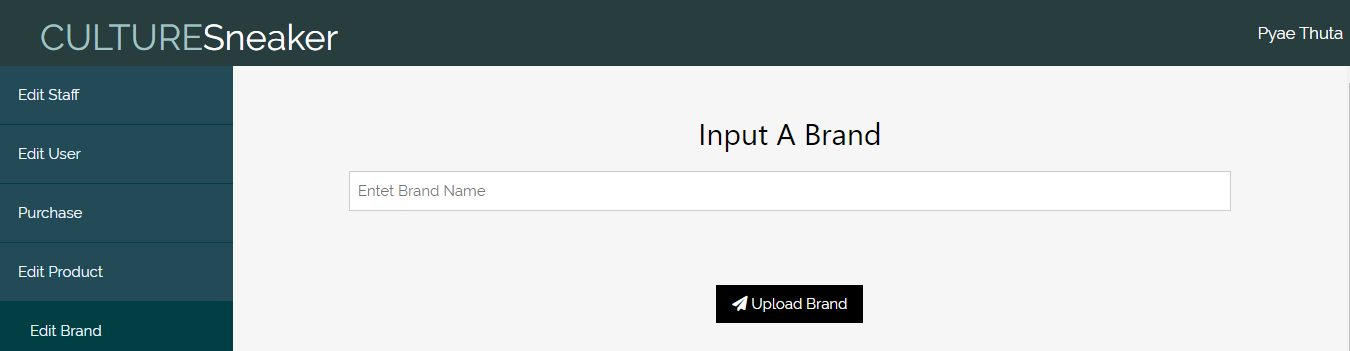 CULTURESneaker
Pyae Thuta
Edit Staff
Edit User
Purchase
Edit Product
Edit Brand
Input A Brand
Entet Brand Name
Upload Brand